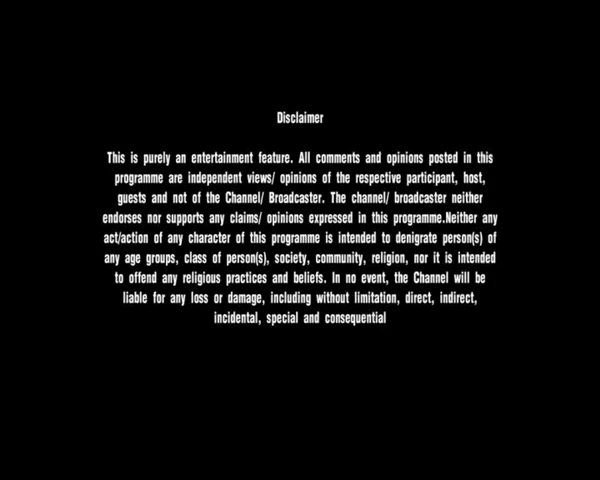 Disclaimer
This is purely an entertainment feature. All comments and opinions posted in this
programme are independent views/ opinions of the respective participant, host,
guests and not of the Channel/ Broadcaster. The channel/ broadcaster neither
endorses nor supports any claims/ opinions expressed in this programme.Neither any
act/action of any character of this programme is intended to denigrate person(s) of
any age groups, class of person(s), society, community, religion, nor it is intended
to offend any religious practices and beliefs. In no event, the Channel will be
liable for any loss or damage, including without limitation, direct, indirect,
incidental, special and consequential